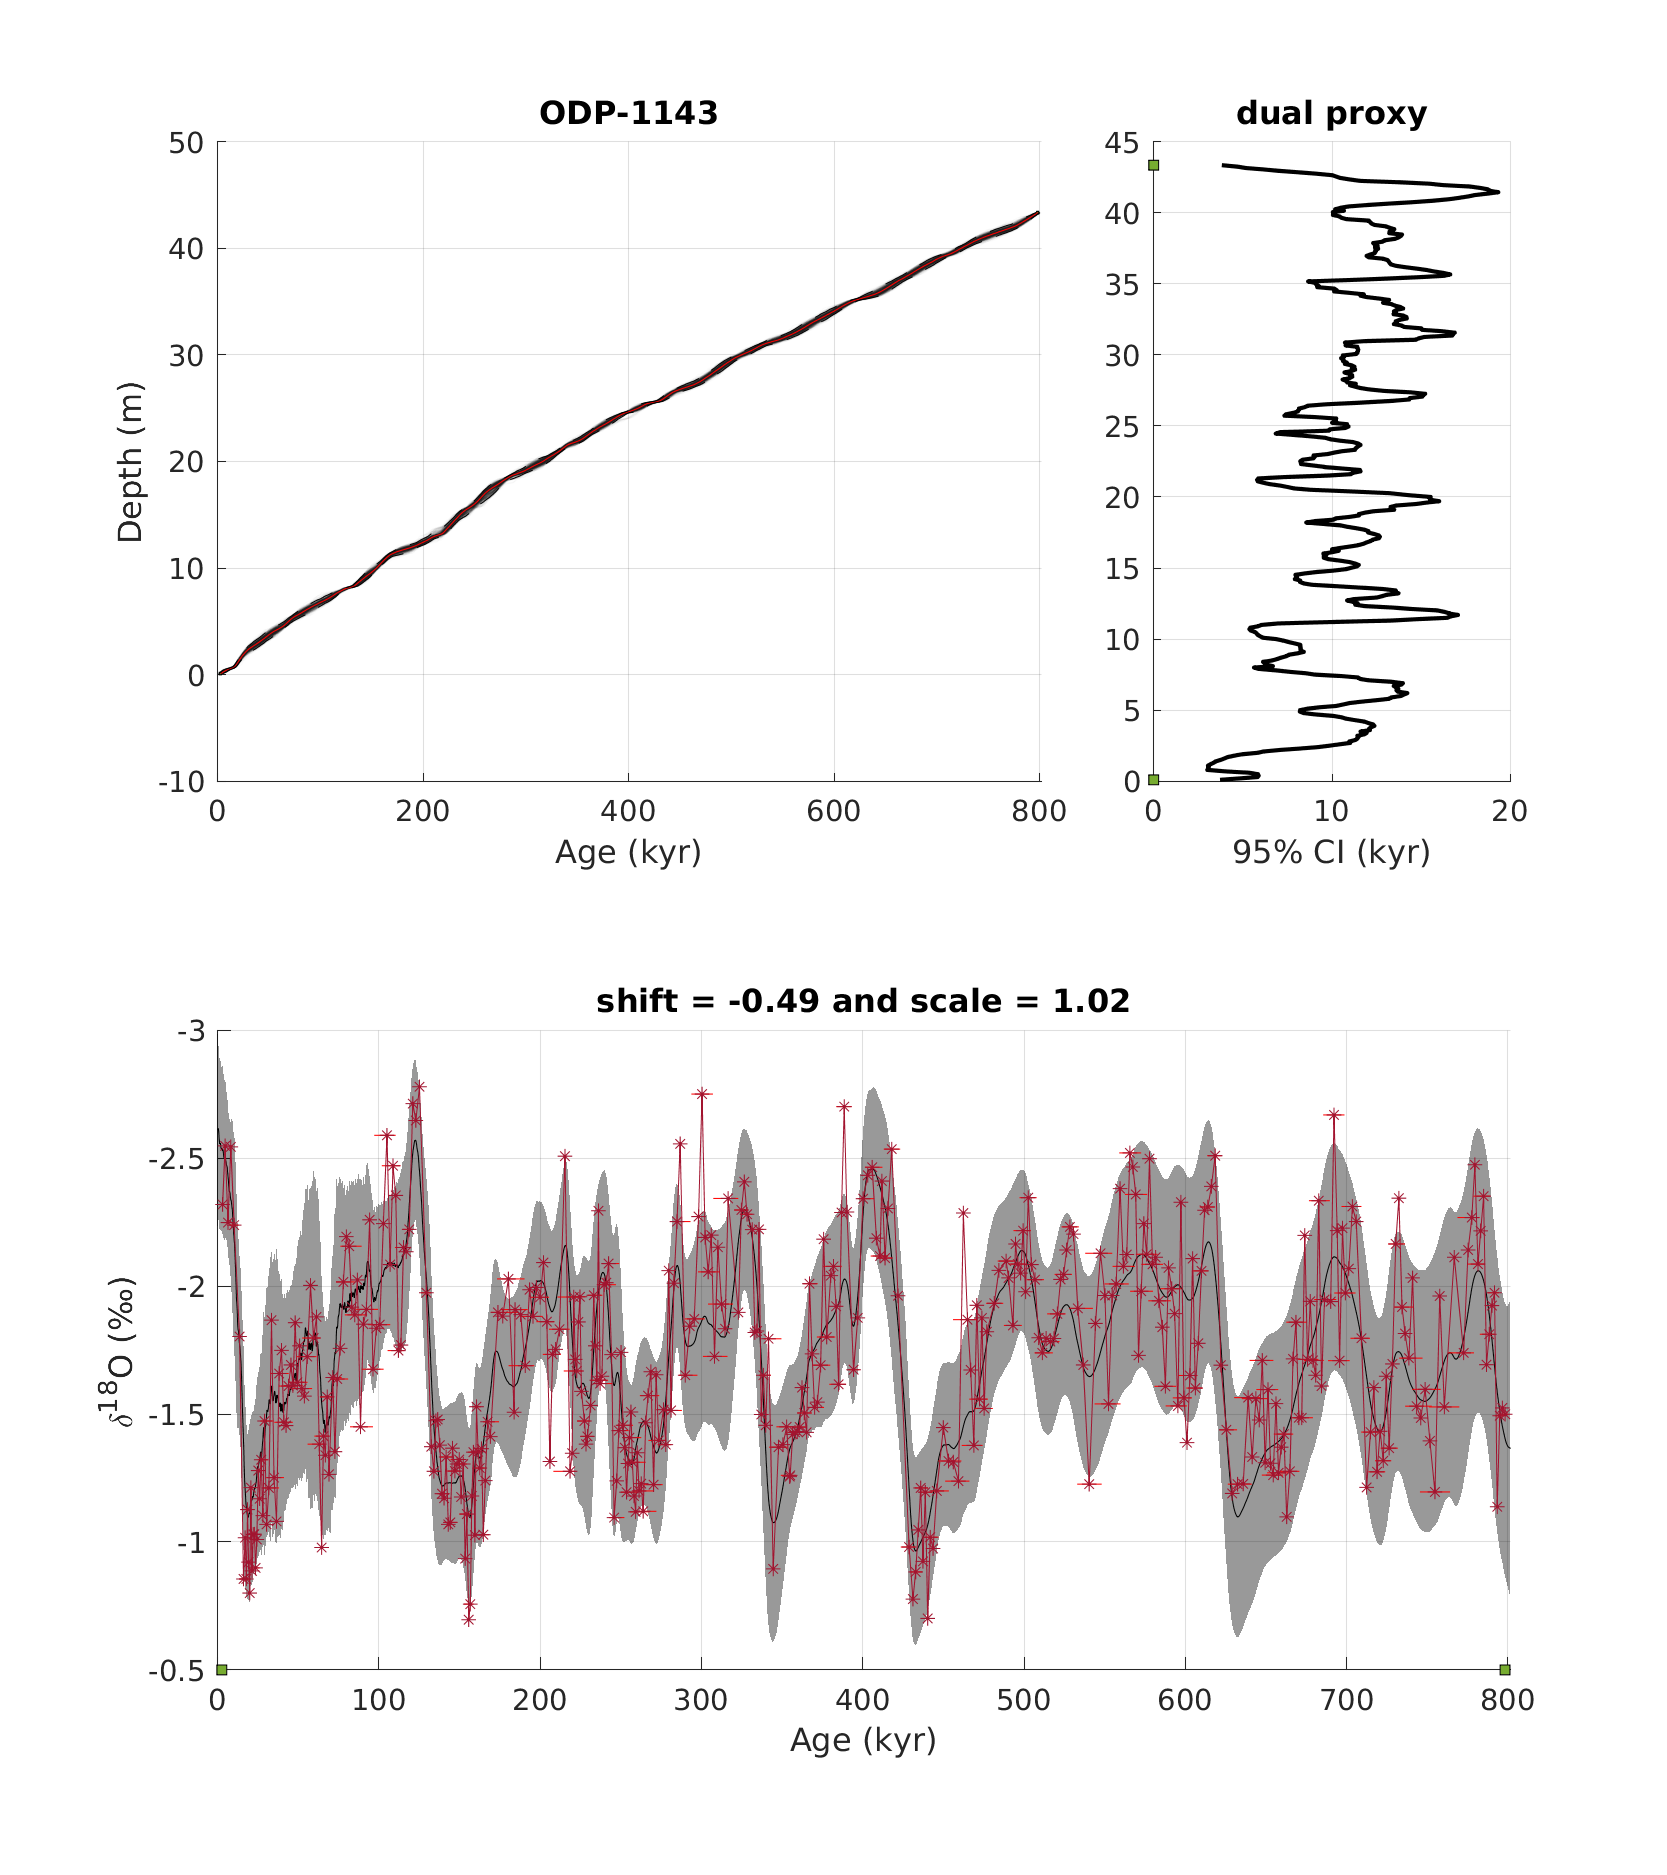 ODP-1143
50
40
30
20
10
0
-10
Depth (m)
0 200 400 600 800
Age (kyr)
dual proxy
45
40
35
30
25
20
15
10
5
0
0 10 20
95% CI (kyr)
shift = -0.49 and scale = 1.02
-3
-2.5
-2
-1.5
-1
-0.5
δ¹⁸O (‰)
0 100 200 300 400 500 600 700 800
Age (kyr)